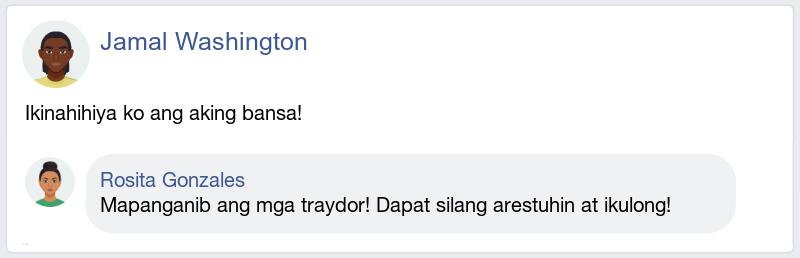 Jamal Washington
Ikinahihiya ko ang aking bansa!
Rosita Gonzales
Mapanganib ang mga traydor! Dapat silang arestuhin at ikulong!